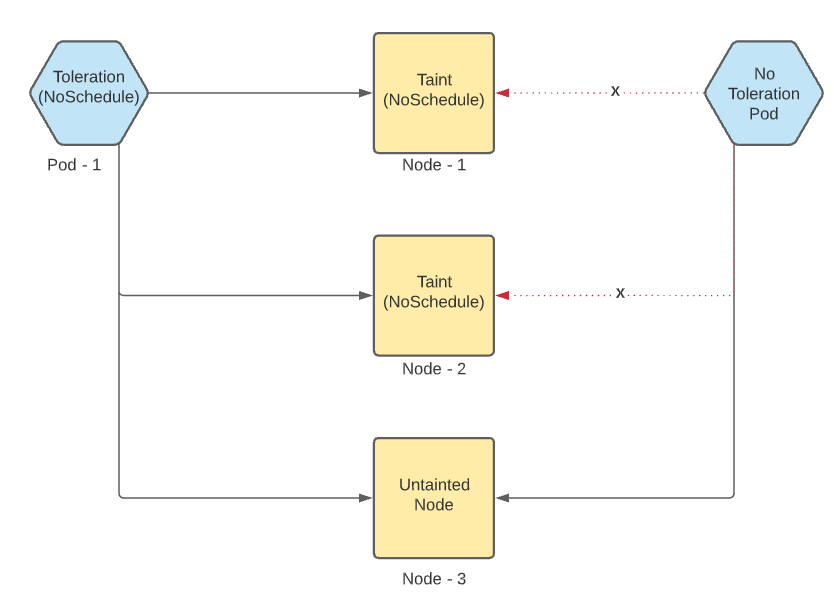 Toleration
(NoSchedule)
Pod - 1
Taint
(NoSchedule)
Node - 1
X
No
Toleration
Pod
Taint
(NoSchedule)
Node - 2
X
Untainted
Node
Node - 3